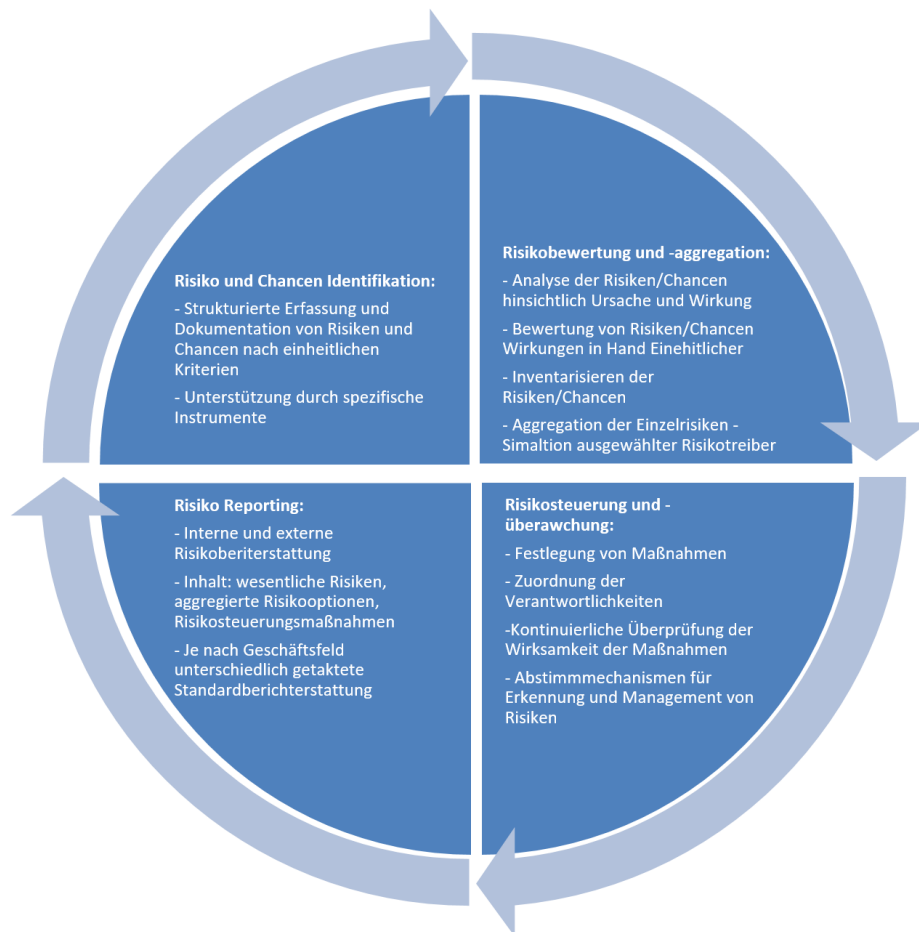 Risiko und Chancen Identifikation:
- Strukturierte Erfassung und
Dokumentation von Risiken und
Chancen nach einheitlichen
Kriterien
- Unterstützung durch spezifische
Instrumente
Risikobewertung und -aggregation:
- Analyse der Risiken/Chancen
hinsichtlich Ursache und Wirkung
- Bewertung von Risiken/Chancen
Wirkungen in Hand Einehitlicher
- Inventarisieren der
Risiken/Chancen
- Aggregation der Einzelrisiken -
Simaltion ausgewählter Risikotreiber
Risiko Reporting:
- Interne und externe
Risikoberiterstattung
- Inhalt: wesentliche Risiken,
aggregierte Risikooptionen,
Risikosteuerungsmaßnahmen
- Je nach Geschäftsfeld
unterschiedlich getaktete
Standardberichterstattung
Risikosteuerung und -
überawchung:
- Festlegung von Maßnahmen
- Zuordnung der
Verantwortlichkeiten
-Kontinuierliche Überprüfung der
Wirksamkeit der Maßnahmen
- Abstimmmechanismen für
Erkennung und Management von
Risiken